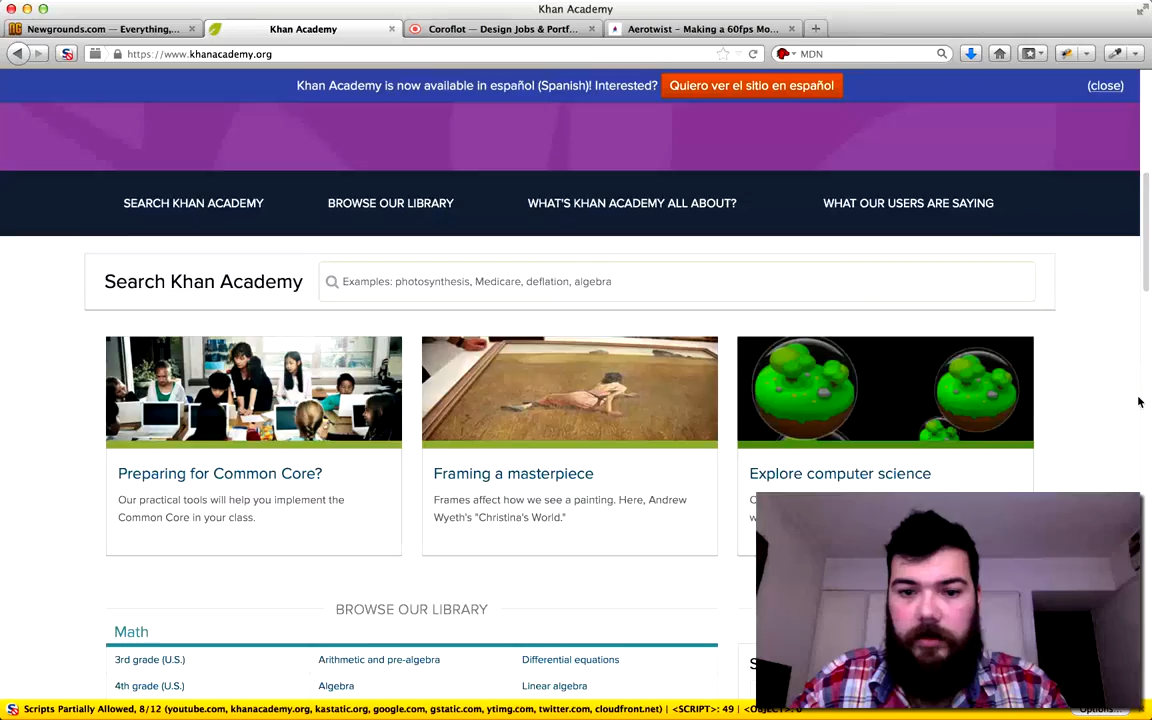 Khan Academy
Newgrounds.com — Everything,...
Khan Academy
Coroflot — Design Jobs & Portf...
Aerotwist - Making a 60fps Mo...
https://www.khanacademy.org
MDN
Khan Academy is now available in español (Spanish)! Interested? Quiero ver el sitio en español (close)
SEARCH KHAN ACADEMY
BROWSE OUR LIBRARY
WHAT'S KHAN ACADEMY ALL ABOUT?
WHAT OUR USERS ARE SAYING
Search Khan Academy
Examples: photosynthesis, Medicare, deflation, algebra
Preparing for Common Core?
Our practical tools will help you implement the
Common Core in your class.
Framing a masterpiece
Frames affect how we see a painting. Here, Andrew
Wyeth's "Christina's World."
Explore computer science
BROWSE OUR LIBRARY
Math
3rd grade (U.S.)
Arithmetic and pre-algebra
Differential equations
4th grade (U.S.)
Algebra
Linear algebra
Scripts Partially Allowed, 8/12 (youtube.com, khanacademy.org, kastatic.org, google.com, gstatic.com, ytimg.com, twitter.com, cloudfront.net) | <SCRIPT>: 49 | <OBJECT>: 0